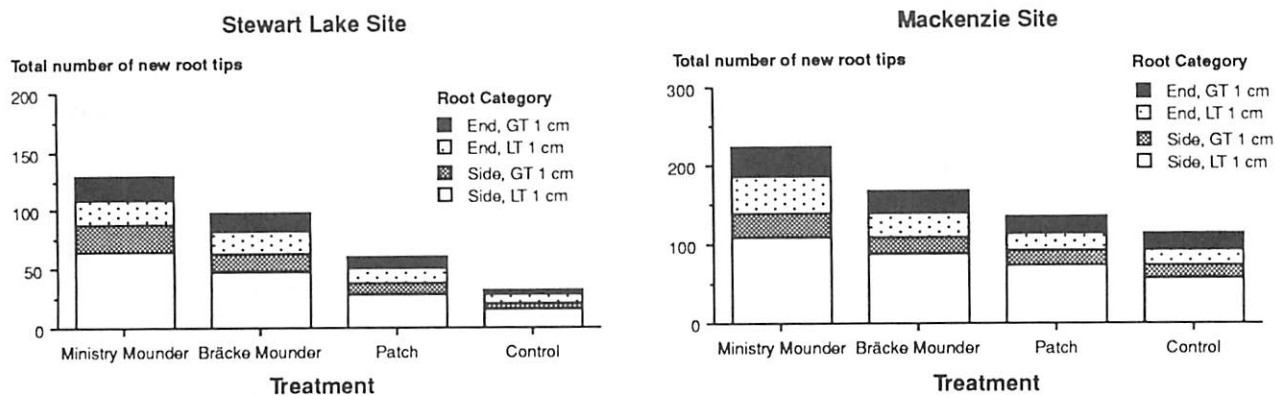 Stewart Lake Site
Total number of new root tips
200
150
100
50
0
Root Category
End, GT 1 cm
End, LT 1 cm
Side, GT 1 cm
Side, LT 1 cm
Ministry Mounder
Bräcke Mounder
Patch
Control
Treatment
Mackenzie Site
Total number of new root tips
300
200
100
0
Root Category
End, GT 1 cm
End, LT 1 cm
Side, GT 1 cm
Side, LT 1 cm
Ministry Mounder
Bräcke Mounder
Patch
Control
Treatment